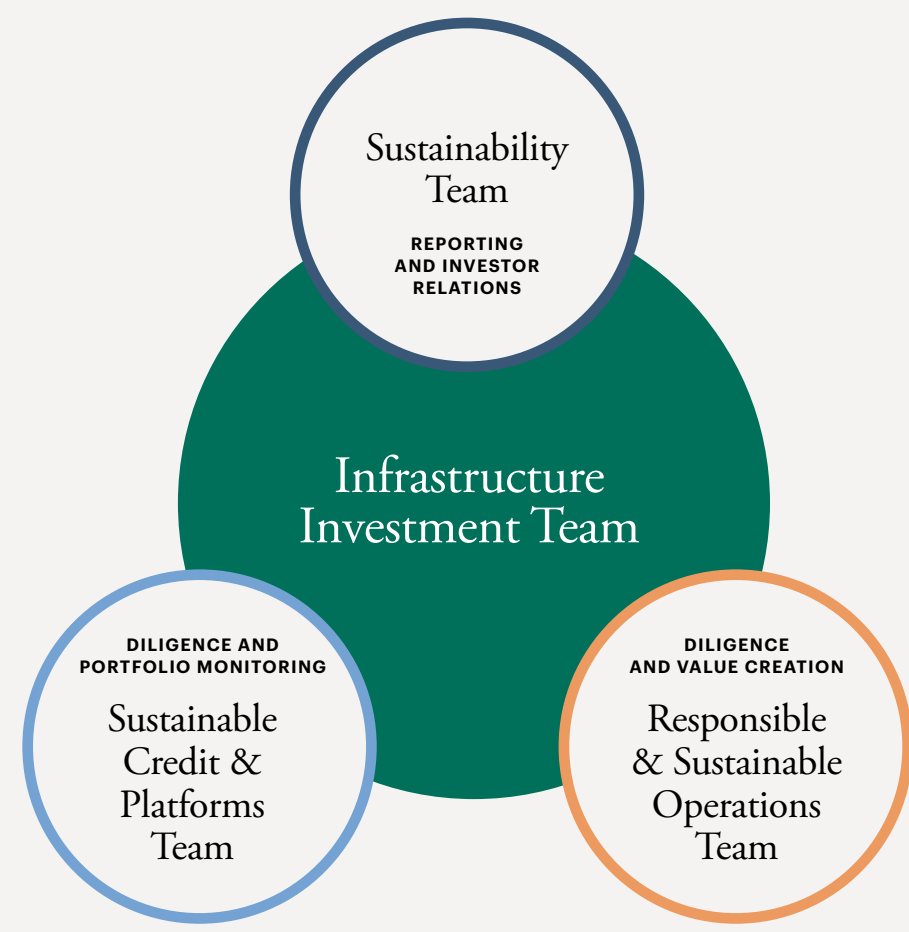 Sustainability
Team
REPORTING
AND INVESTOR
RELATIONS
Infrastructure
Investment Team
DILIGENCE AND
PORTFOLIO MONITORING
Sustainable
Credit &
Platforms
Team
DILIGENCE
AND VALUE CREATION
Responsible
& Sustainable
Operations
Team